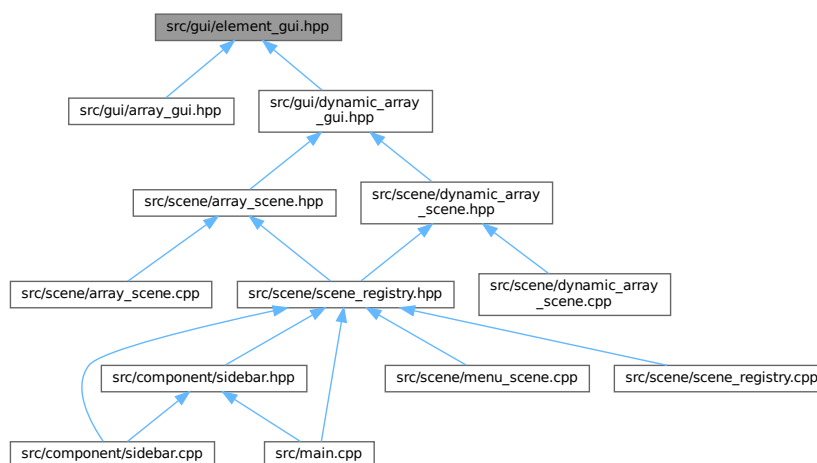 src/gui/element_gui.hpp
src/gui/array_gui.hpp
src/gui/dynamic_array
_gui.hpp
src/scene/array_scene.hpp
src/scene/dynamic_array
_scene.hpp
src/scene/array_scene.cpp
src/scene/scene_registry.hpp
src/scene/dynamic_array
_scene.cpp
src/component/sidebar.hpp
src/scene/menu_scene.cpp
src/scene/scene_registry.cpp
src/component/sidebar.cpp
src/main.cpp